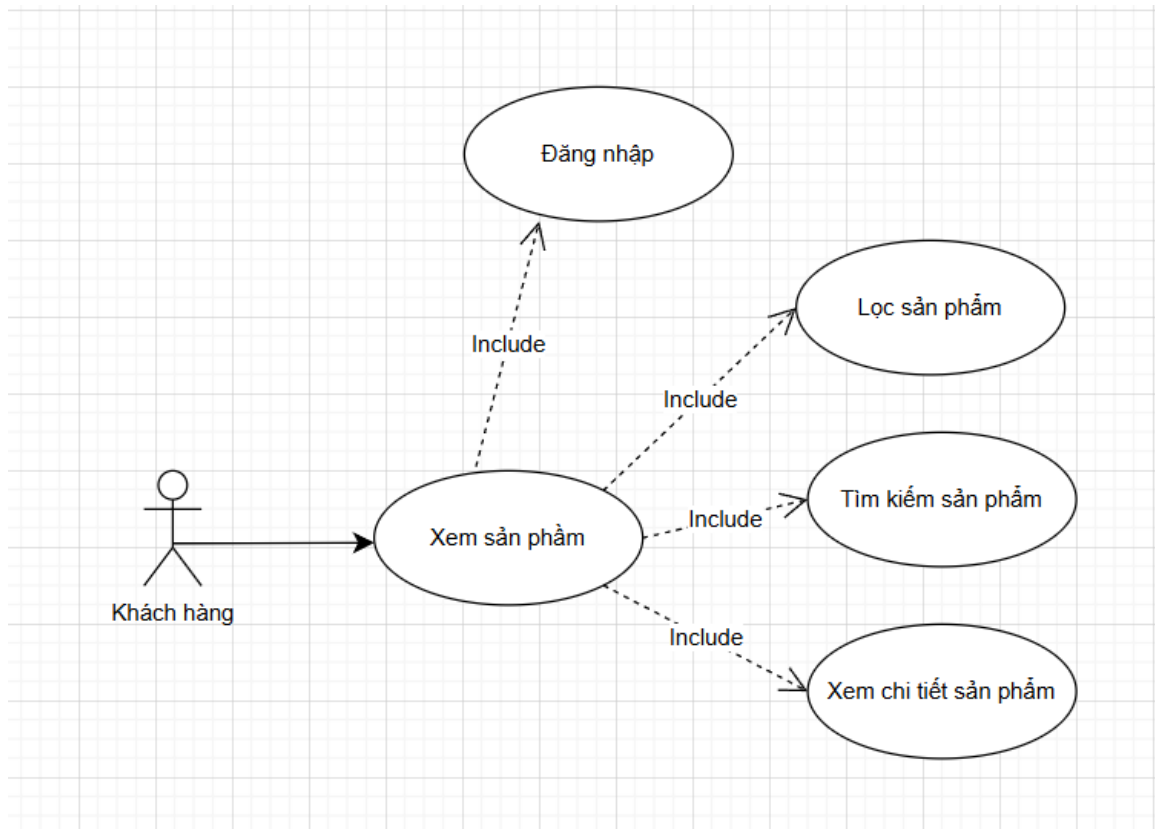 Đăng nhập
Lọc sản phẩm
Include
Include
Tìm kiếm sản phẩm
Include
Xem sản phầm
Khách hàng
Include
Xem chi tiết sản phẩm